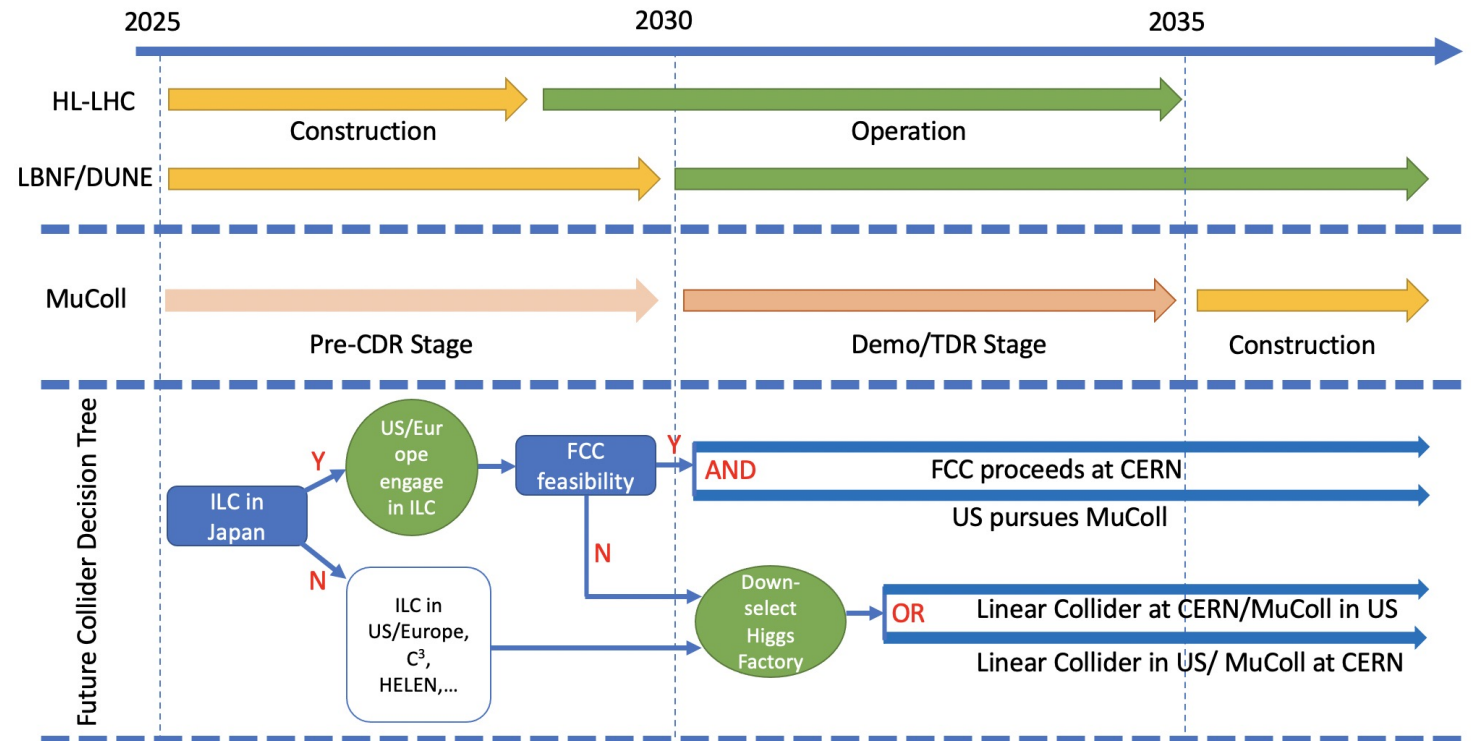 2025
2030
2035
HL-LHC
Construction
Operation
LBNF/DUNE
MuColl
Pre-CDR Stage
Demo/TDR Stage
Construction
Future Collider Decision Tree
ILC in
Japan
Y
N
US/Eur
ope
engage
in ILC
FCC
feasibility
Y
N
AND
FCC proceeds at CERN
US pursues MuColl
ILC in
US/Europe,
C³,
HELEN,...
Down-
select
Higgs
Factory
OR
Linear Collider at CERN/MuColl in US
Linear Collider in US/ MuColl at CERN